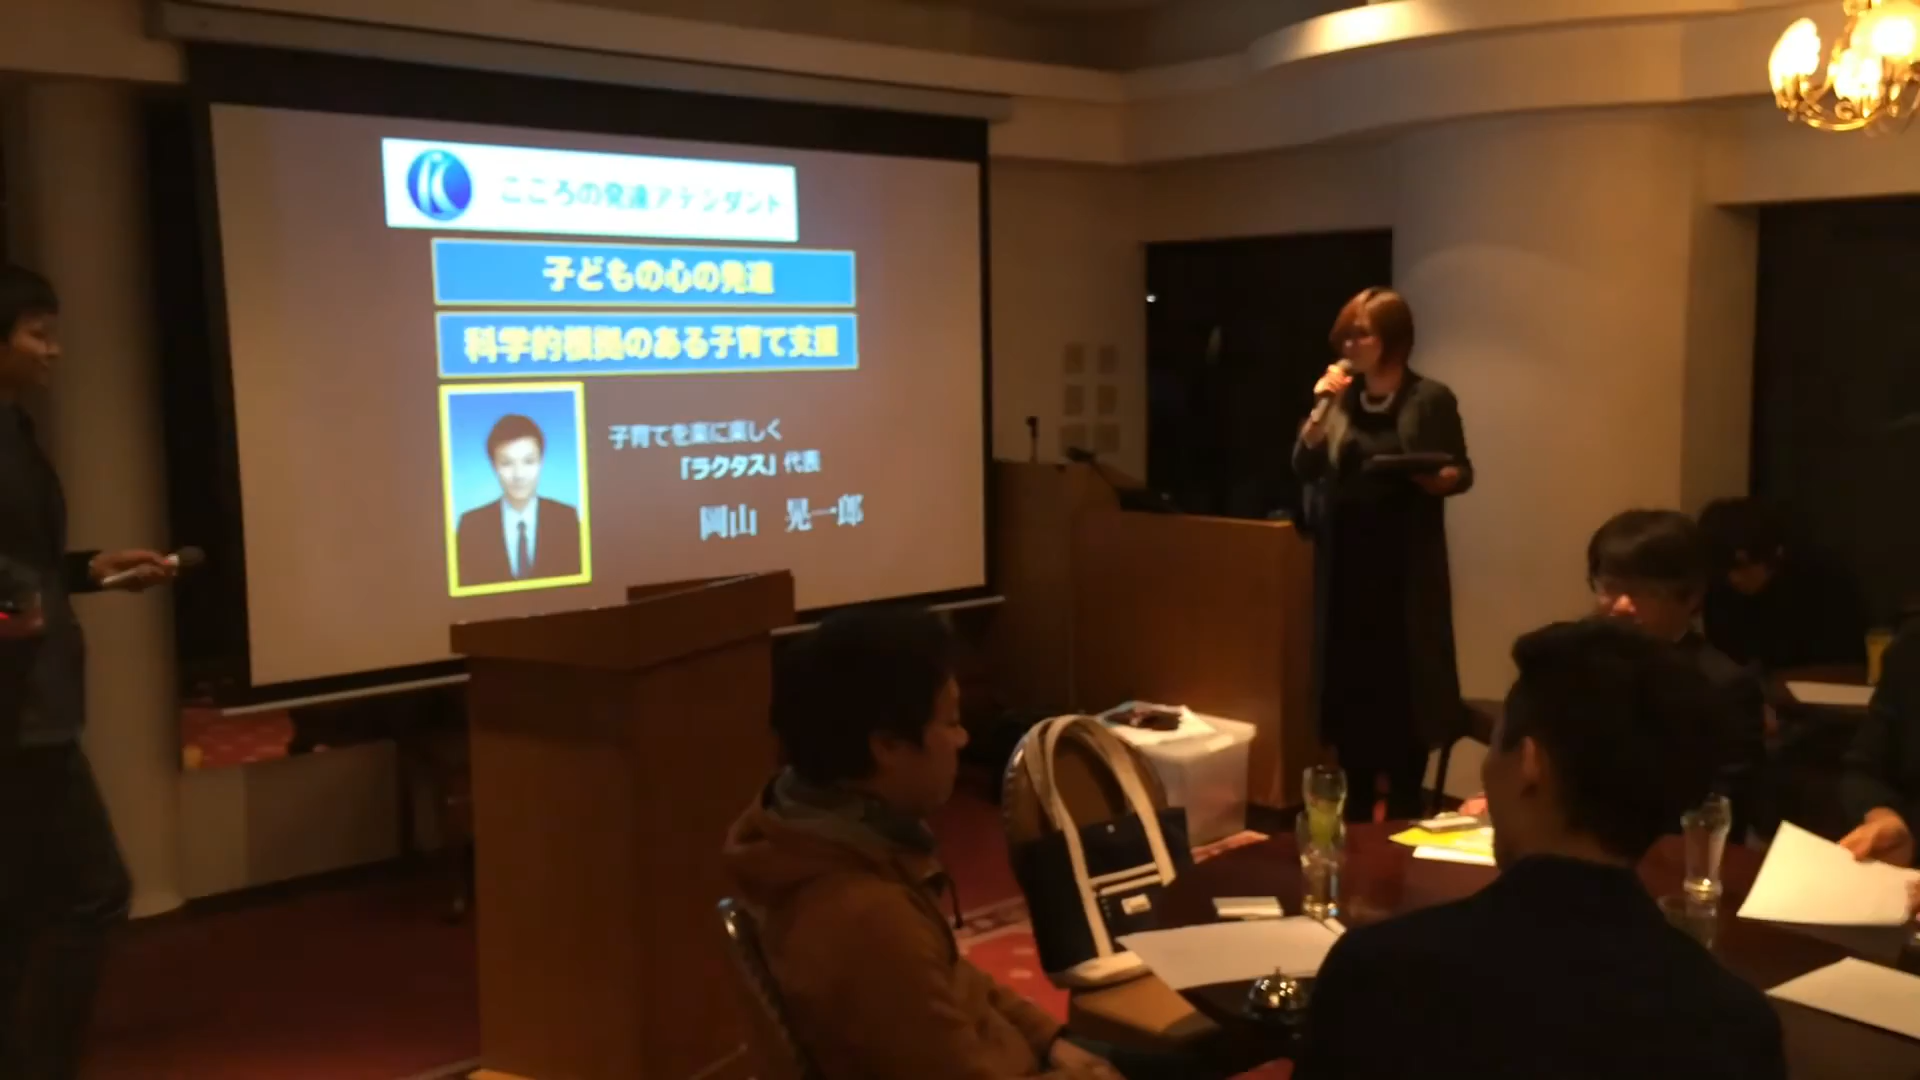 こころの発達アテンダント
子どもの心の発達
科学的根拠のある子育て支援
子育てを楽に楽しく
「ラクタス」代表
岡山 晃一郎